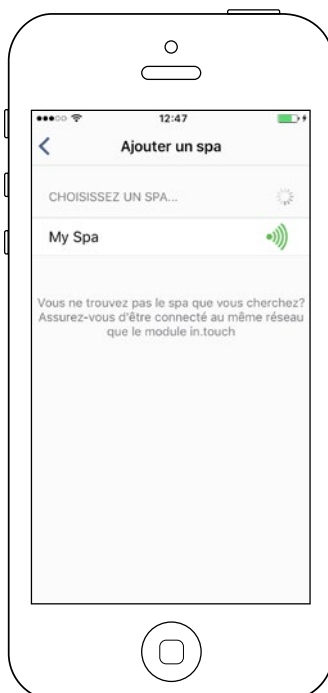 12:47
Ajouter un spa
CHOISISSEZ UN SPA...
My Spa
Vous ne trouvez pas le spa que vous cherchez?
Assurez-vous d'être connecté au même réseau
que le module in.touch